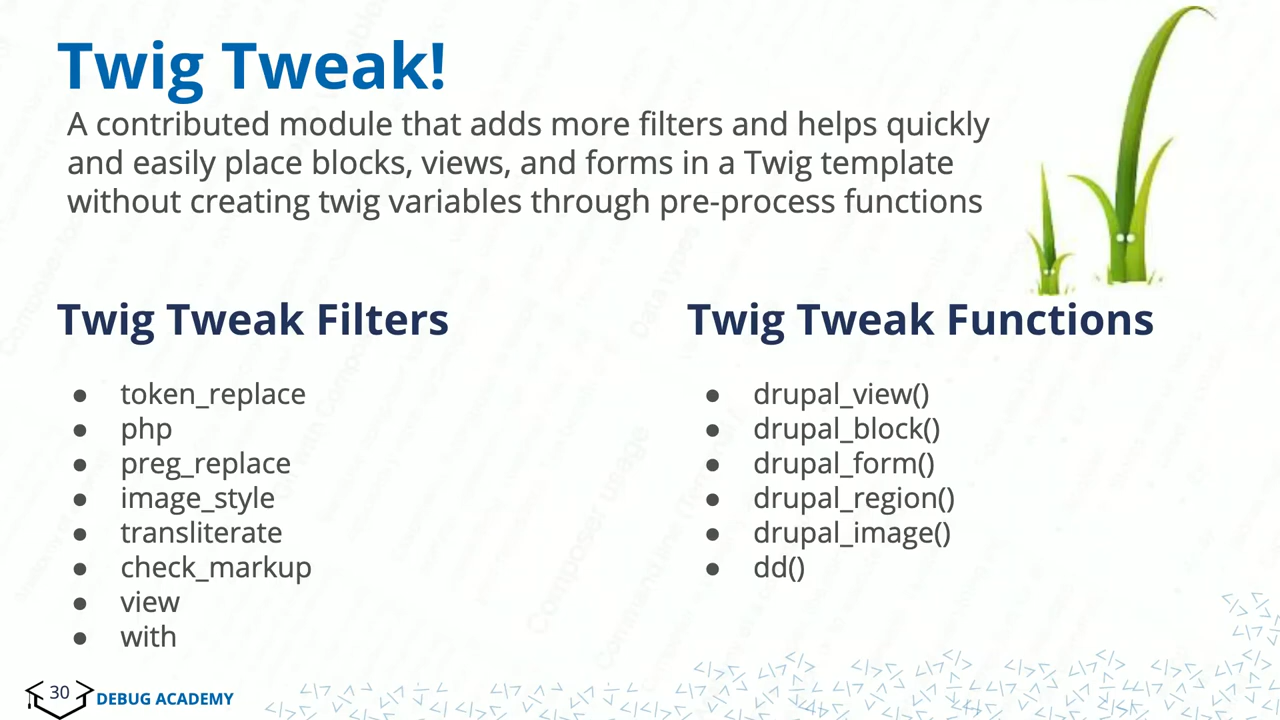 Twig Tweak!
A contributed module that adds more filters and helps quickly
and easily place blocks, views, and forms in a Twig template
without creating twig variables through pre-process functions
Twig Tweak Filters
● token_replace
● php
● preg_replace
● image_style
● transliterate
● check_markup
● view
● with
Twig Tweak Functions
● drupal_view()
● drupal_block()
● drupal_form()
● drupal_region()
● drupal_image()
● dd()
30
DEBUG ACADEMY